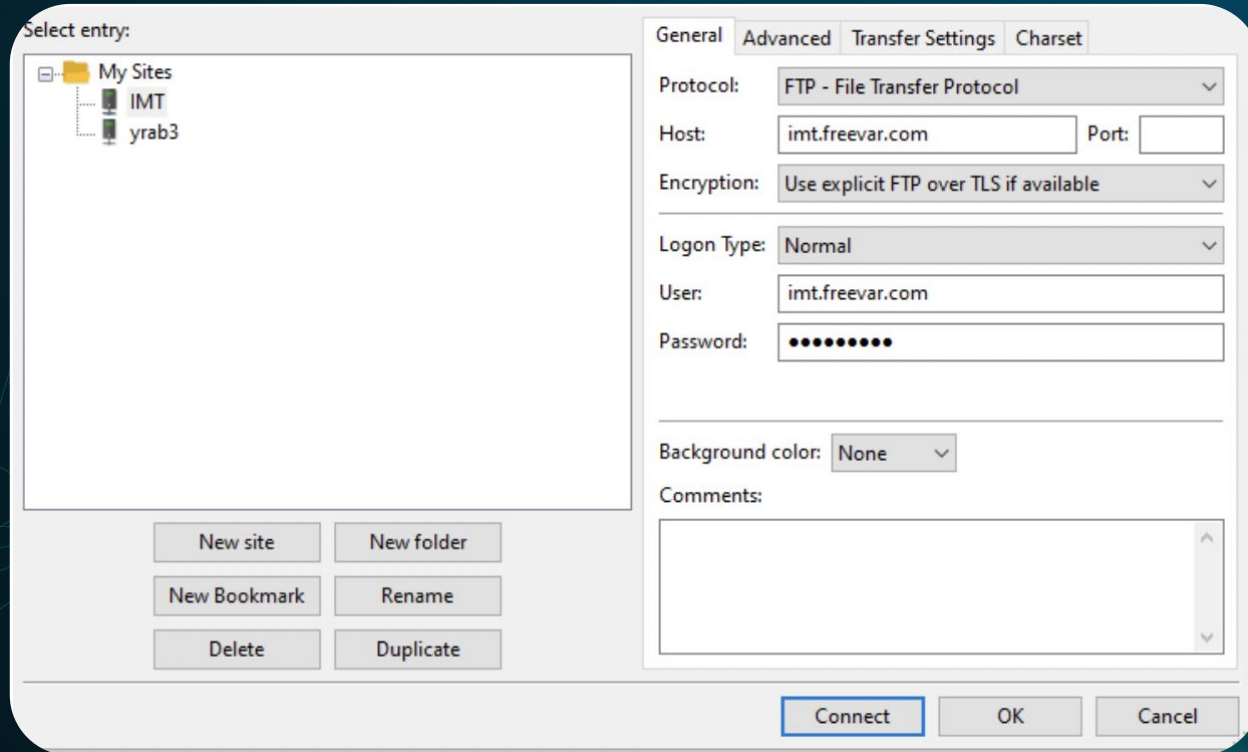 Select entry:
My Sites
IMT
yrab3
New site
New folder
New Bookmark
Rename
Delete
Duplicate
General Advanced Transfer Settings Charset
Protocol: FTP - File Transfer Protocol
Host: imt.freevar.com Port:
Encryption: Use explicit FTP over TLS if available
Logon Type: Normal
User: imt.freevar.com
Password: •••••••••
Background color: None
Comments:
Connect OK Cancel